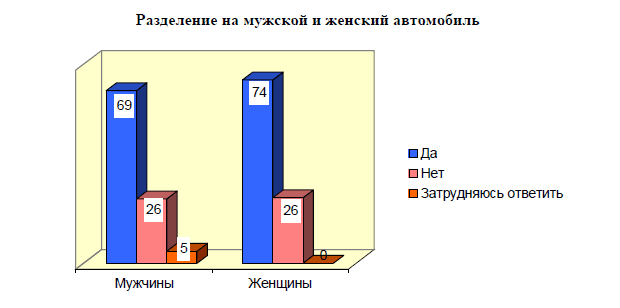 Разделение на мужской и женский автомобиль
69
26
5
74
26
0
Да
Нет
Затрудняюсь ответить
Мужчины
Женщины